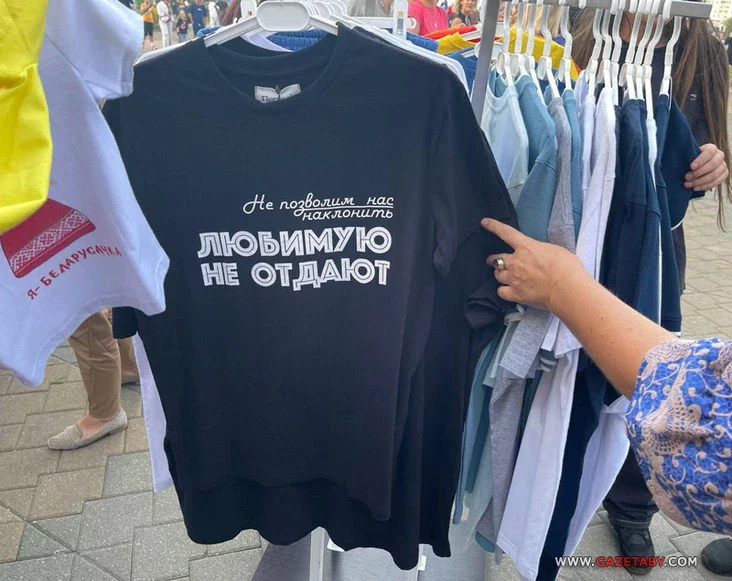 Не позволим нас
наклонить
ЛЮБИМУЮ
НЕ ОТДАЮТ
Я - БЕЛАРУСАЧКА
WWW.GAZETABY.COM